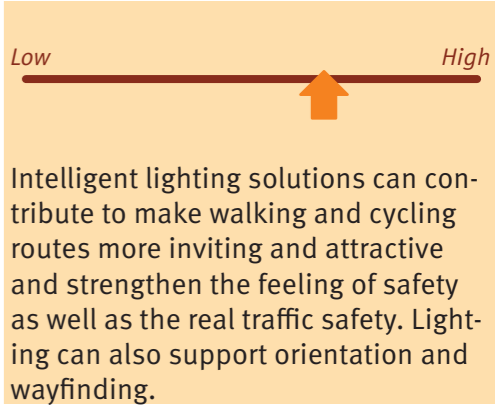 Low High
Intelligent lighting solutions can con-
tribute to make walking and cycling
routes more inviting and attractive
and strengthen the feeling of safety
as well as the real traffic safety. Light-
ing can also support orientation and
wayfinding.